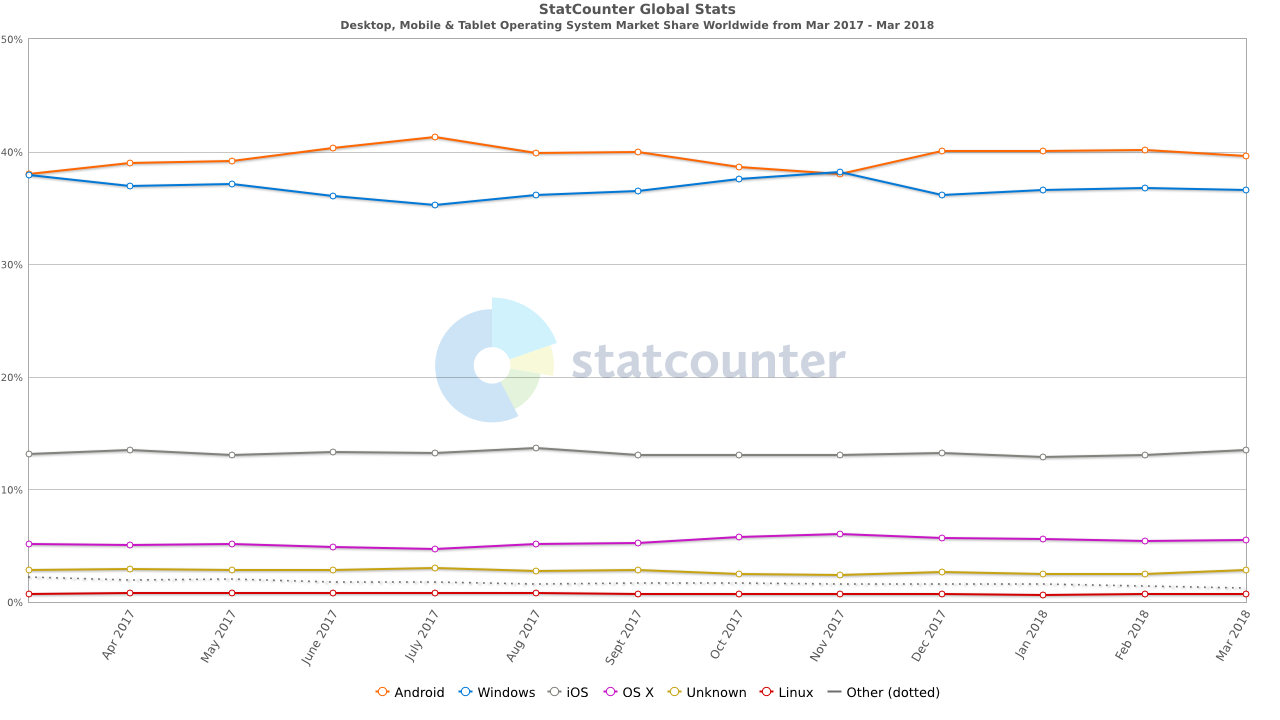 StatCounter Global Stats
Desktop, Mobile & Tablet Operating System Market Share Worldwide from Mar 2017 - Mar 2018
50%
40%
30%
20%
10%
0%
statcounter
Apr 2017
May 2017
June 2017
July 2017
Aug 2017
Sept 2017
Oct 2017
Nov 2017
Dec 2017
Jan 2018
Feb 2018
Mar 2018
Android Windows iOS OS X Unknown Linux Other (dotted)